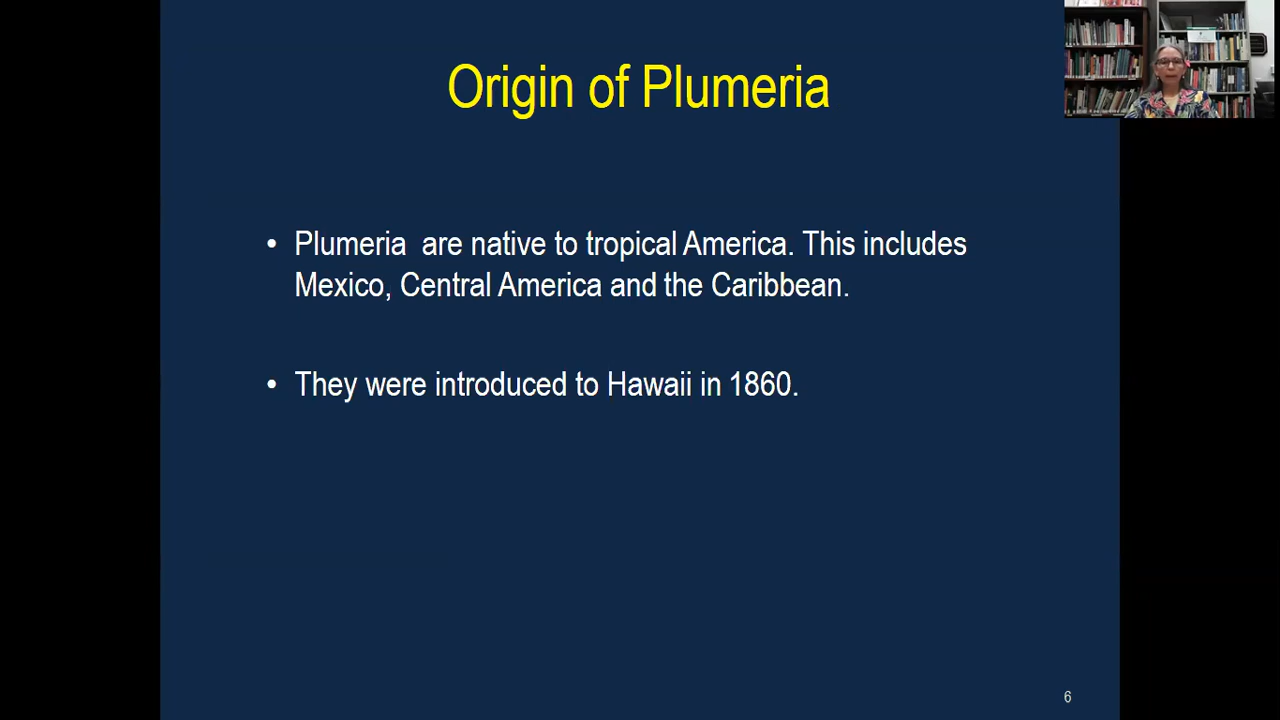 Origin of Plumeria
• Plumeria are native to tropical America. This includes
Mexico, Central America and the Caribbean.
• They were introduced to Hawaii in 1860.
6